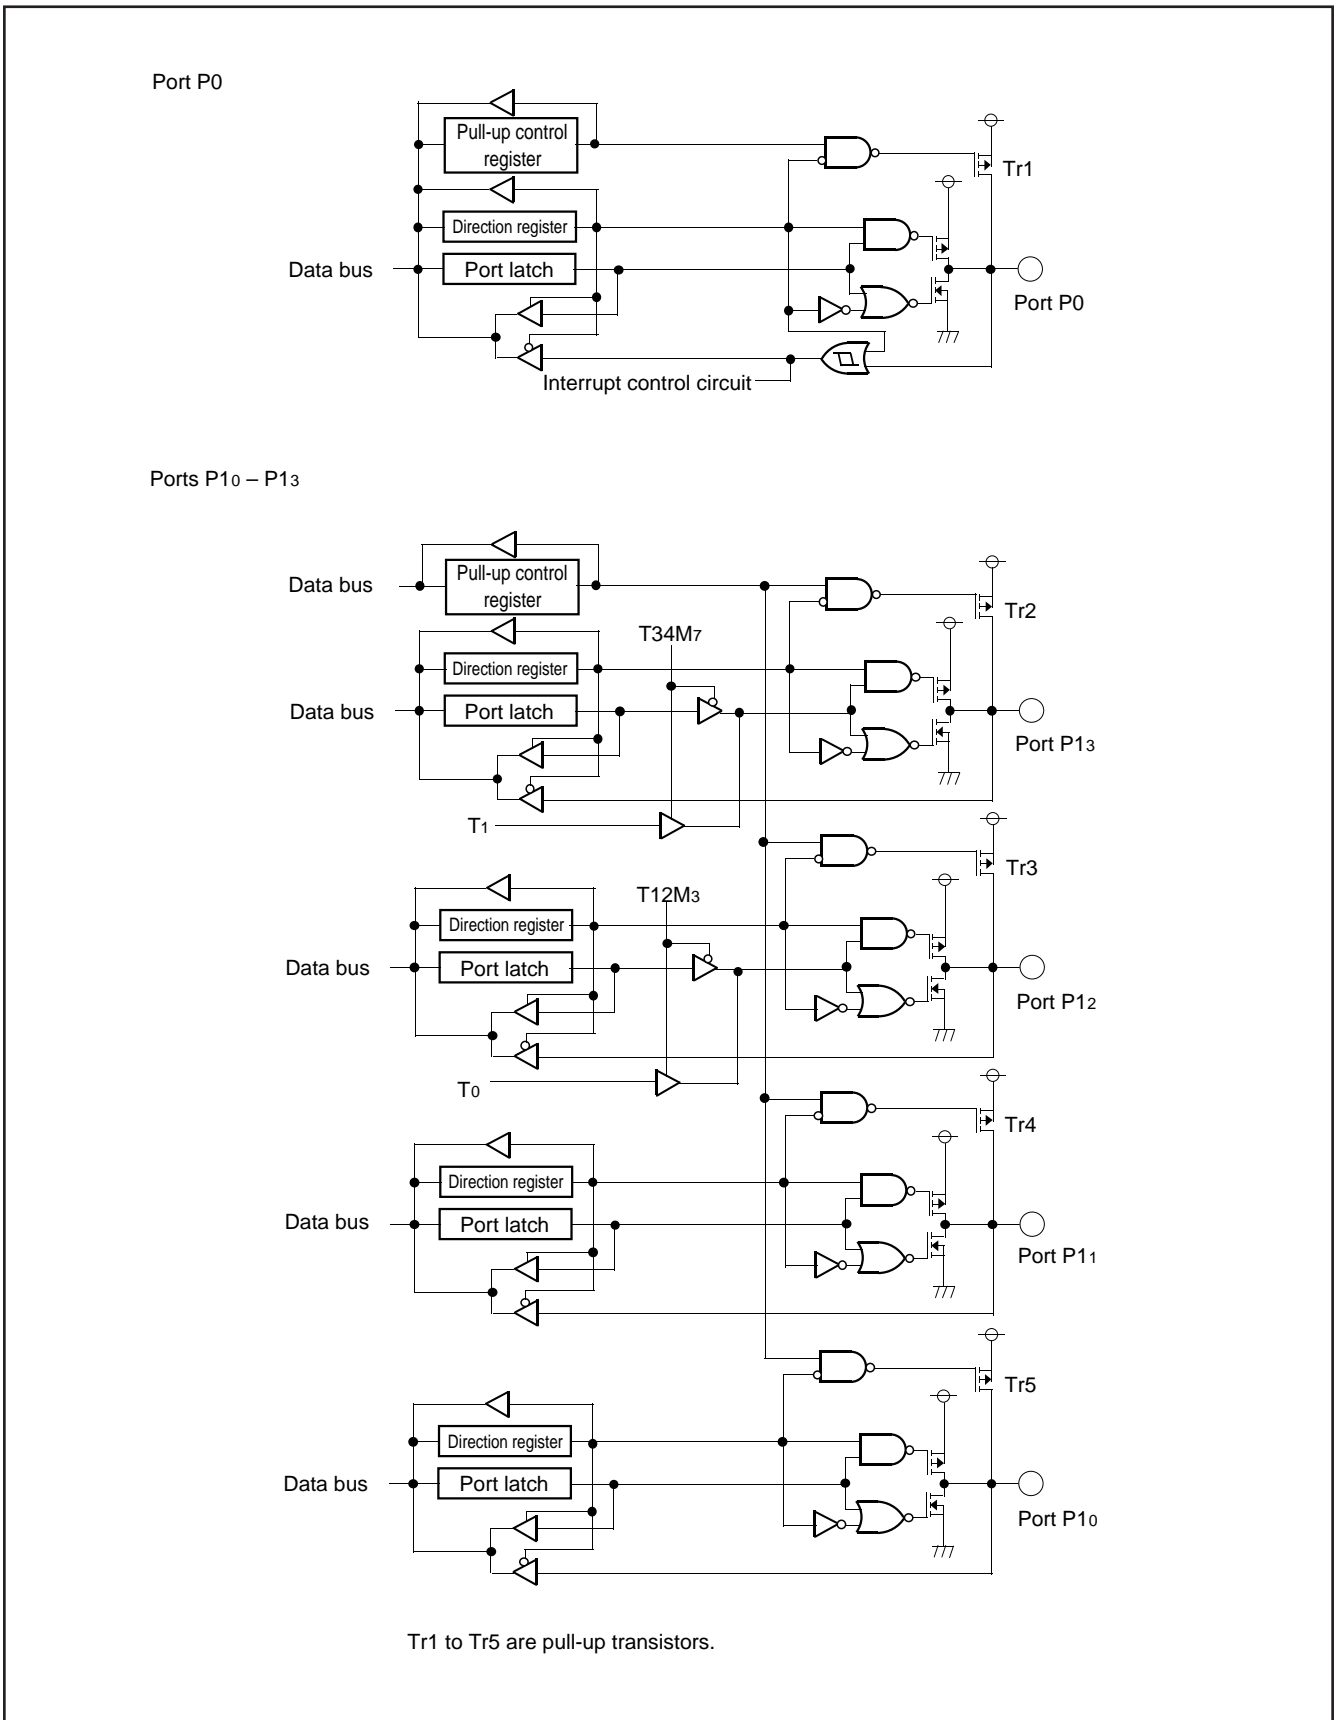 Port P0
Pull-up control
register
Tr1
Direction register
Data bus
Port latch
Port P0
Interrupt control circuit
Ports P10 – P13
Data bus
Pull-up control
register
Tr2
T34M7
Direction register
Data bus
Port latch
Port P13
T1
Tr3
T12M3
Direction register
Data bus
Port latch
Port P12
T0
Tr4
Direction register
Data bus
Port latch
Port P11
Tr5
Direction register
Data bus
Port latch
Port P10
Tr1 to Tr5 are pull-up transistors.